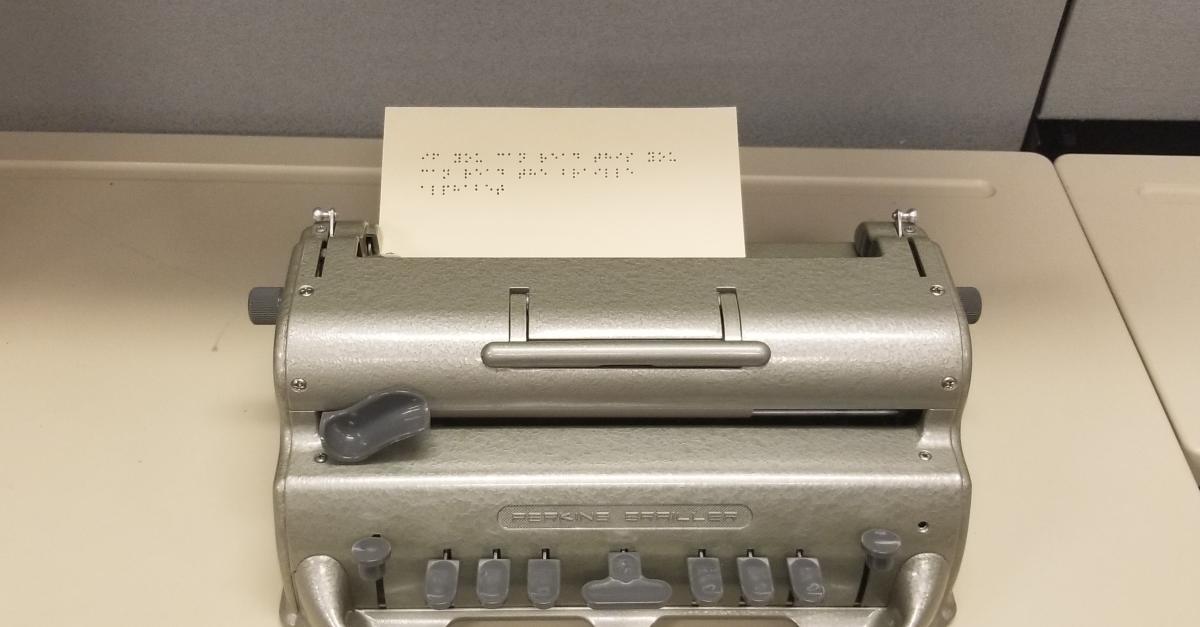 ⠊⠋ ⠽⠕⠥ ⠉⠁⠝ ⠗⠑⠁⠙ ⠞⠓⠊⠎ ⠽⠕⠥
⠉⠁⠝ ⠗⠑⠁⠙ ⠞⠓⠑ ⠃⠗⠁⠊⠇⠇⠑
⠁⠇⠏⠓⠁⠃⠑⠞
PERKINS BRAILLER